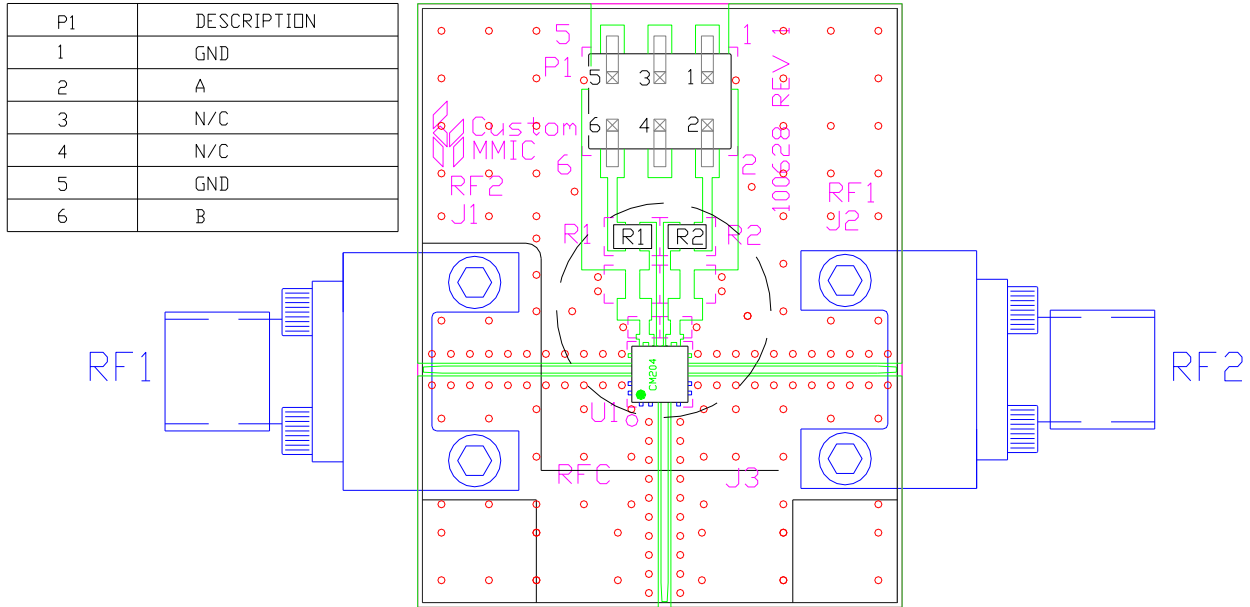 P1 DESCRIPTION
1 GND
2 A
3 N/C
4 N/C
5 GND
6 B
5 1
P1
5 3 1
6 4 2
Custom
MMIC
6 2
100628 REV 1
RF2
J1
RF1
J2
R1 R1 R2 R2
RF1
RF2
CM204
U1
RFC
J3